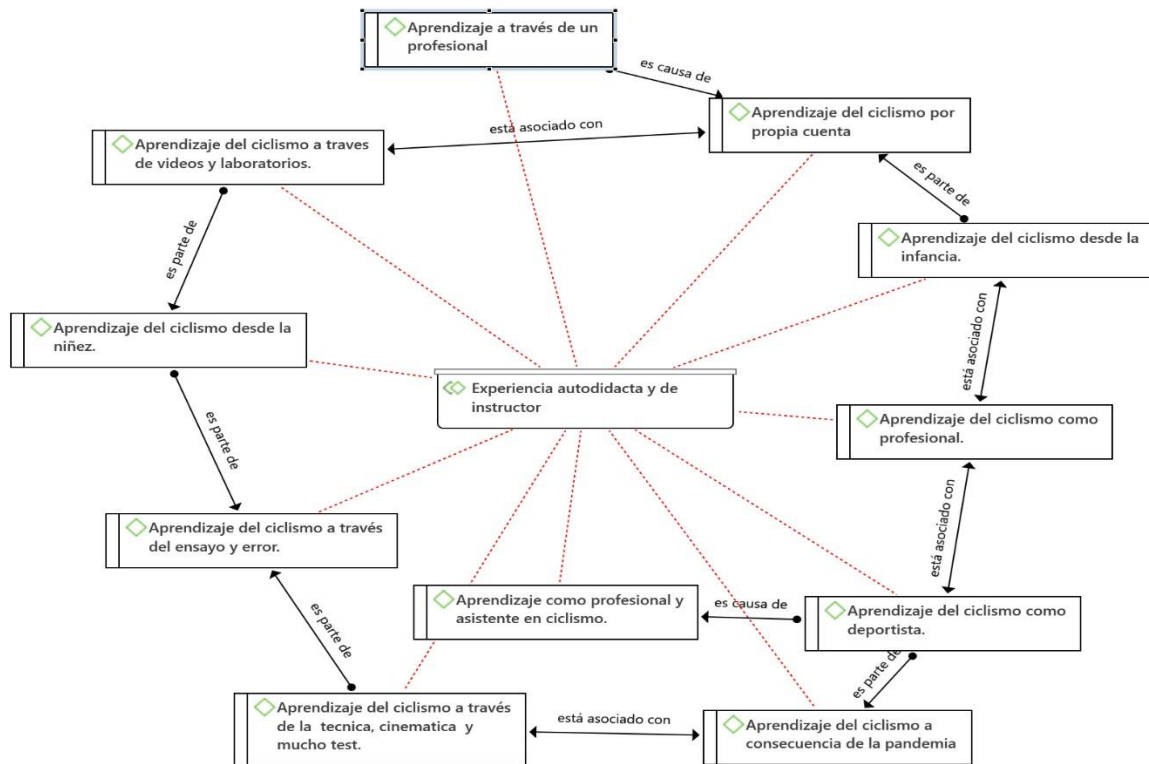 Aprendizaje a través de un
profesional
es causa de
Aprendizaje del ciclismo por
propia cuenta
está asociado con
Aprendizaje del ciclismo a traves
de videos y laboratorios.
es parte de
es parte de
Aprendizaje del ciclismo desde la
infancia.
está asociado con
Aprendizaje del ciclismo desde la
niñez.
Experiencia autodidacta y de
instructor
Aprendizaje del ciclismo como
profesional.
es parte de
está asociado con
Aprendizaje del ciclismo a través
del ensayo y error.
Aprendizaje como profesional y
asistente en ciclismo.
es causa de
Aprendizaje del ciclismo como
deportista.
es parte de
es parte de
Aprendizaje del ciclismo a través
de la tecnica, cinematica y
mucho test.
está asociado con
Aprendizaje del ciclismo a
consecuencia de la pandemia